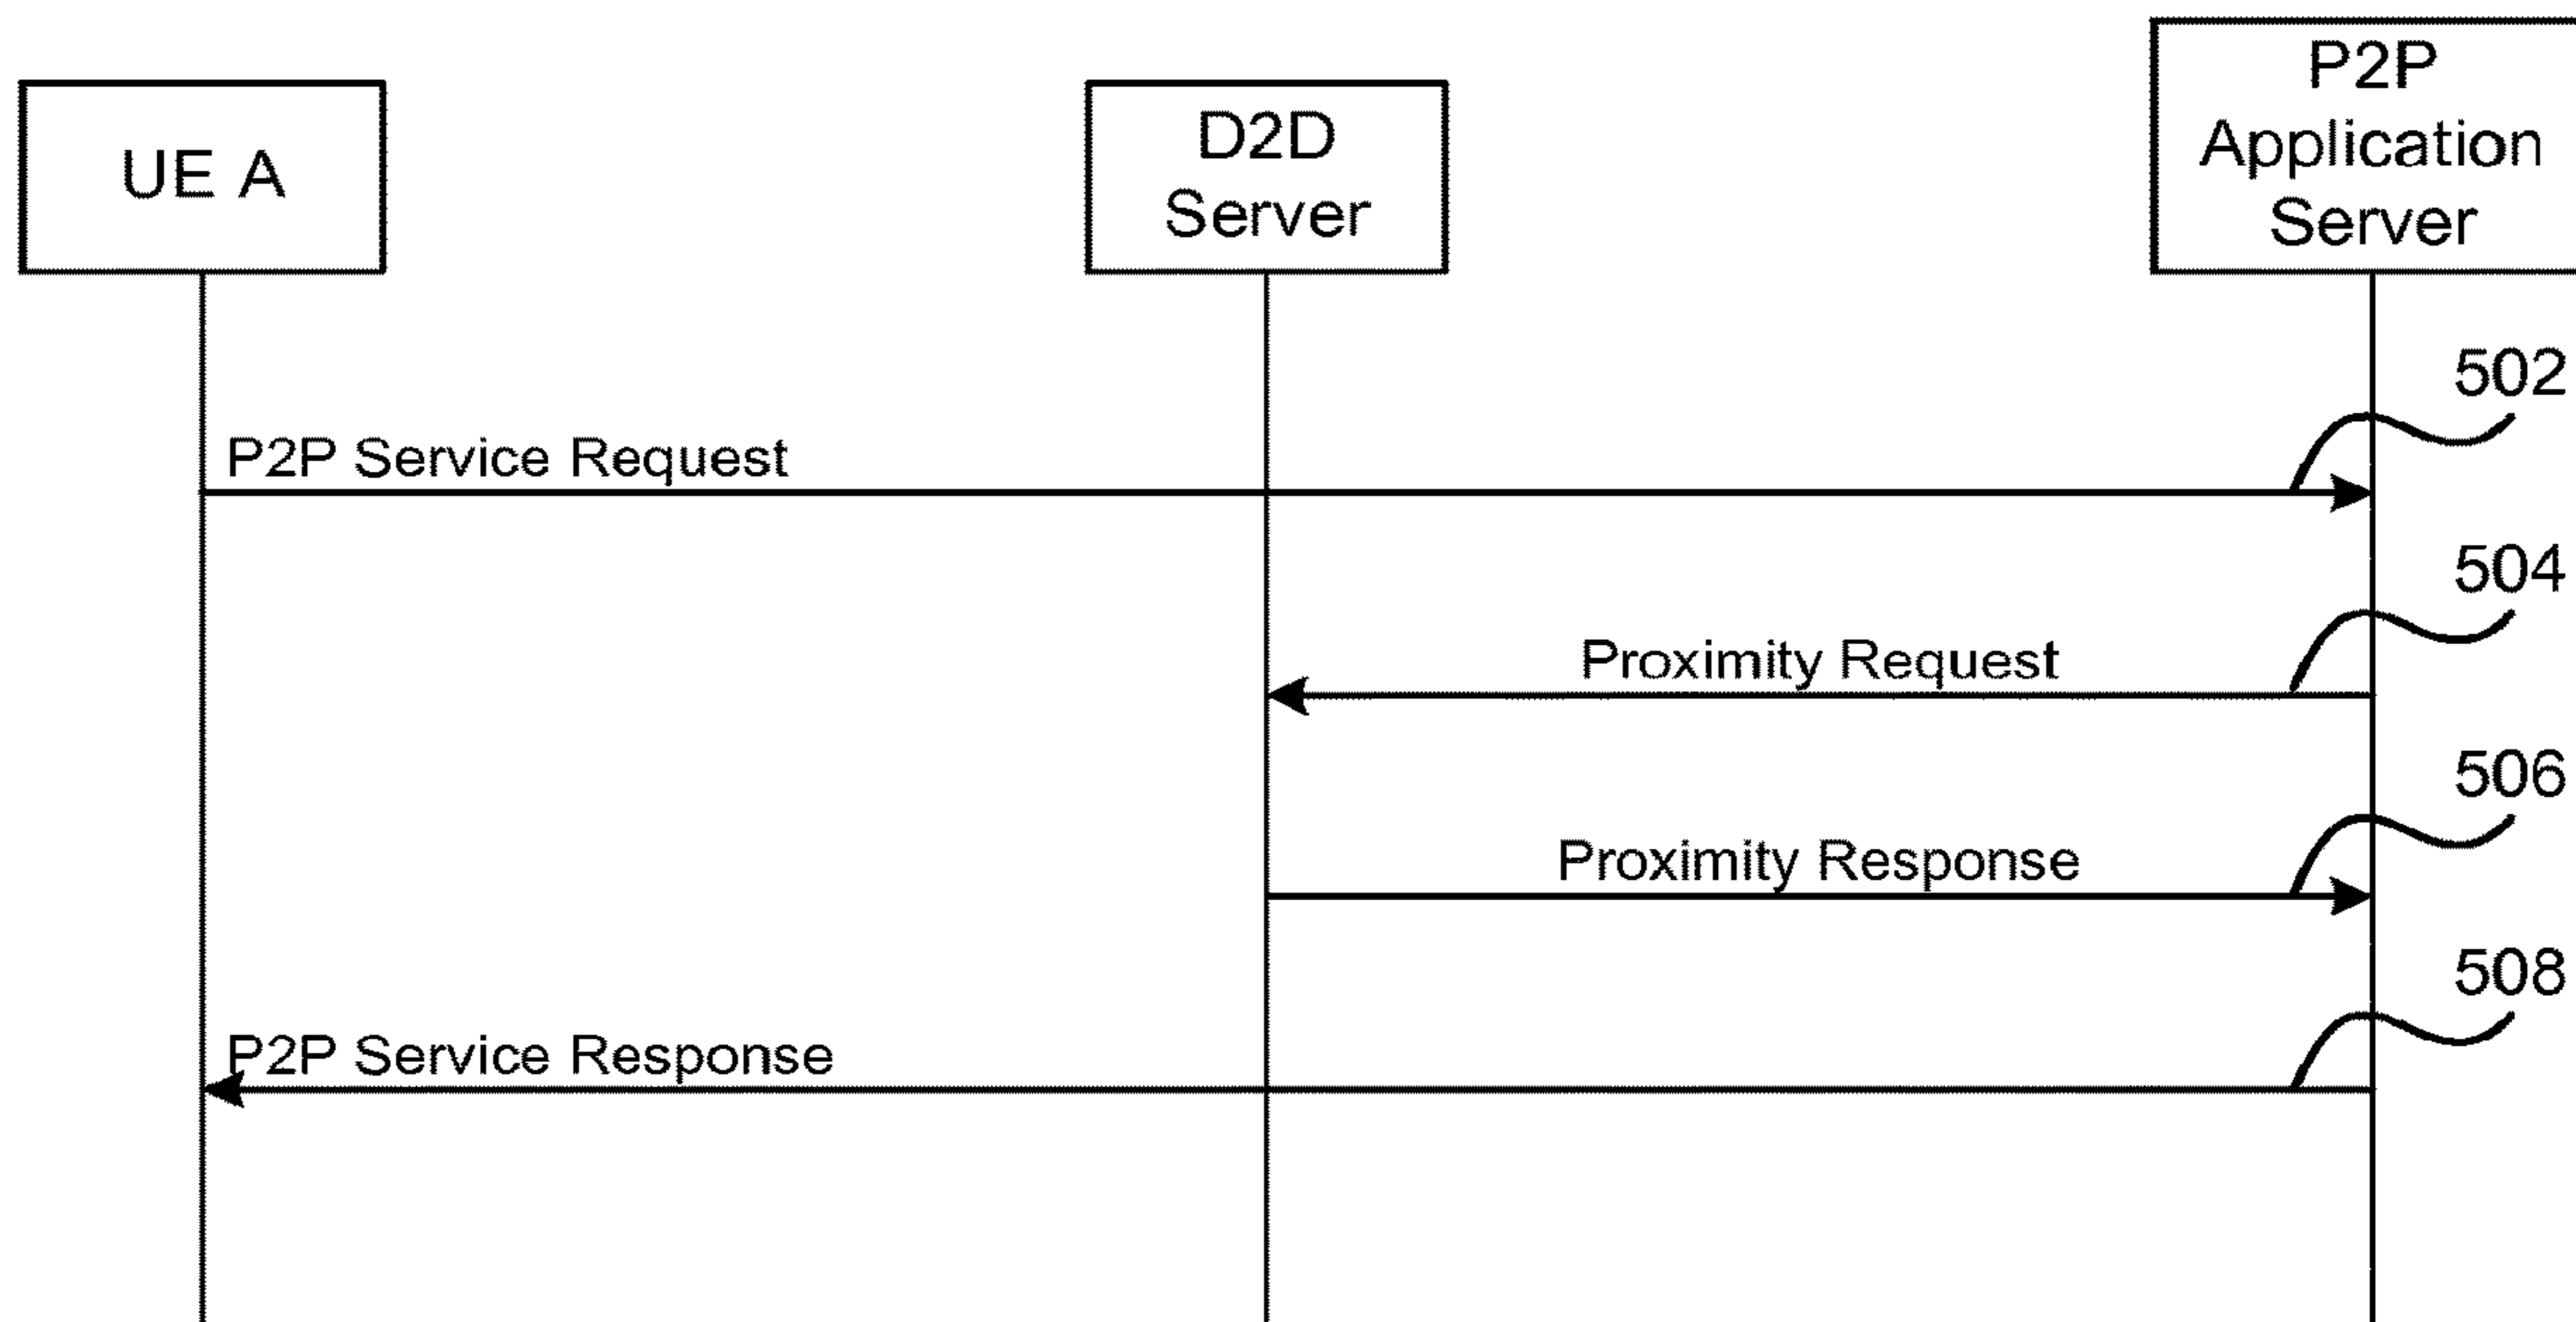 UE A
D2D
Server
P2P
Application
Server
502
P2P Service Request
504
Proximity Request
506
Proximity Response
508
P2P Service Response